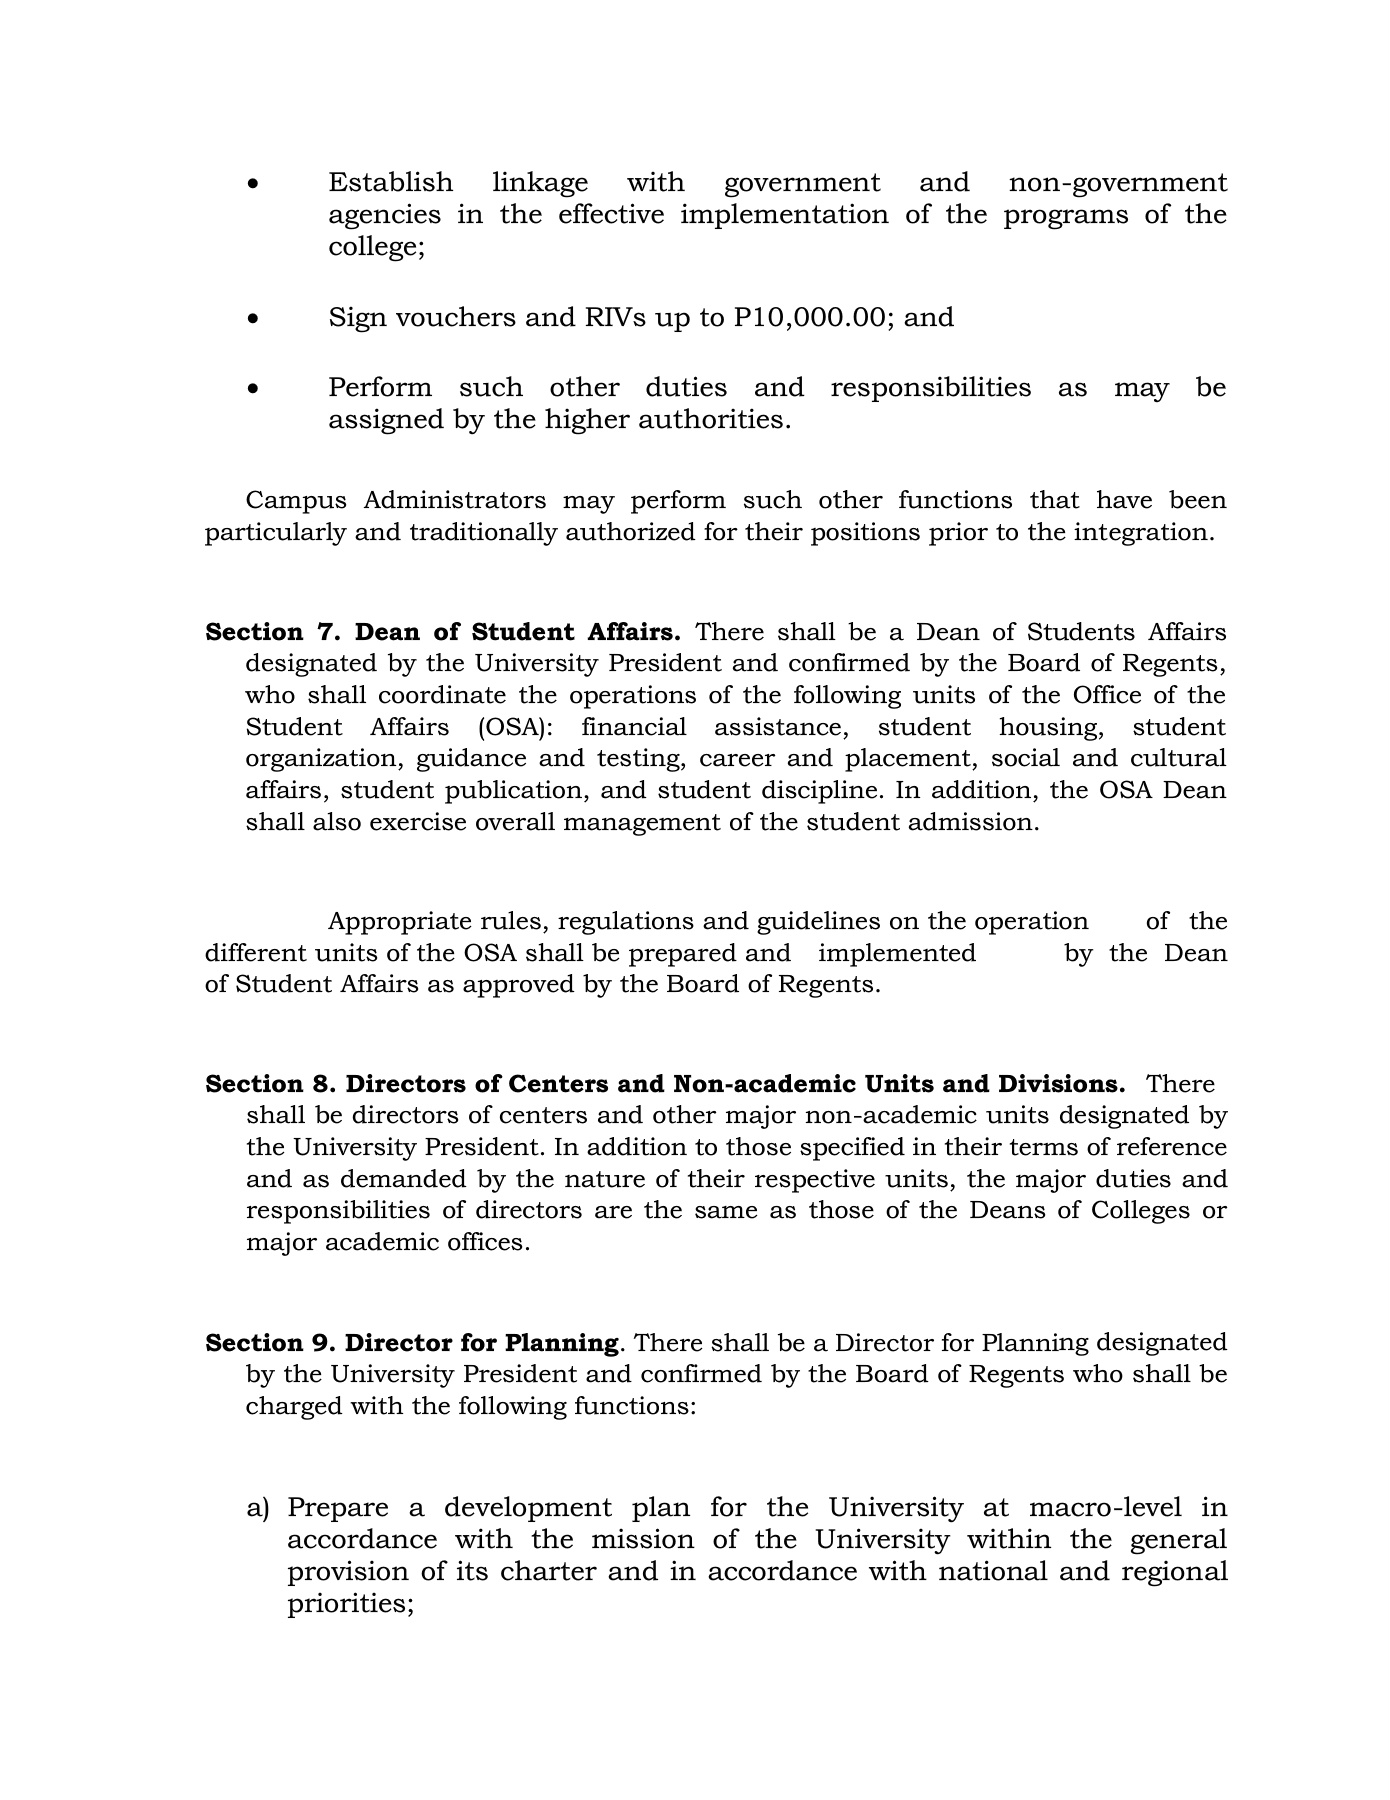 • Establish linkage with government and non-government
agencies in the effective implementation of the programs of the
college;
• Sign vouchers and RIVs up to P10,000.00; and
• Perform such other duties and responsibilities as may be
assigned by the higher authorities.
Campus Administrators may perform such other functions that have been
particularly and traditionally authorized for their positions prior to the integration.
Section 7. Dean of Student Affairs. There shall be a Dean of Students Affairs
designated by the University President and confirmed by the Board of Regents,
who shall coordinate the operations of the following units of the Office of the
Student Affairs (OSA): financial assistance, student housing, student
organization, guidance and testing, career and placement, social and cultural
affairs, student publication, and student discipline. In addition, the OSA Dean
shall also exercise overall management of the student admission.
Appropriate rules, regulations and guidelines on the operation of the
different units of the OSA shall be prepared and implemented by the Dean
of Student Affairs as approved by the Board of Regents.
Section 8. Directors of Centers and Non-academic Units and Divisions. There
shall be directors of centers and other major non-academic units designated by
the University President. In addition to those specified in their terms of reference
and as demanded by the nature of their respective units, the major duties and
responsibilities of directors are the same as those of the Deans of Colleges or
major academic offices.
Section 9. Director for Planning. There shall be a Director for Planning designated
by the University President and confirmed by the Board of Regents who shall be
charged with the following functions:
a) Prepare a development plan for the University at macro-level in
accordance with the mission of the University within the general
provision of its charter and in accordance with national and regional
priorities;